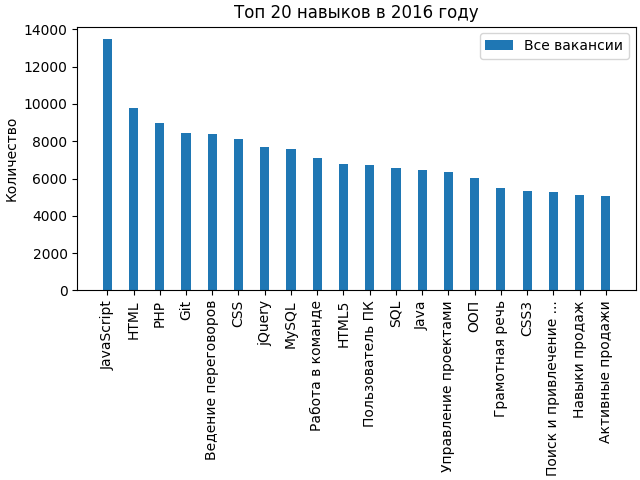 Топ 20 навыков в 2016 году
Все вакансии
Количество
14000
12000
10000
8000
6000
4000
2000
0
JavaScript
HTML
PHP
Git
Ведение переговоров
CSS
jQuery
MySQL
Работа в команде
HTML5
Пользователь ПК
SQL
Java
Управление проектами
ООП
Грамотная речь
CSS3
Поиск и привлечение ...
Навыки продаж
Активные продажи